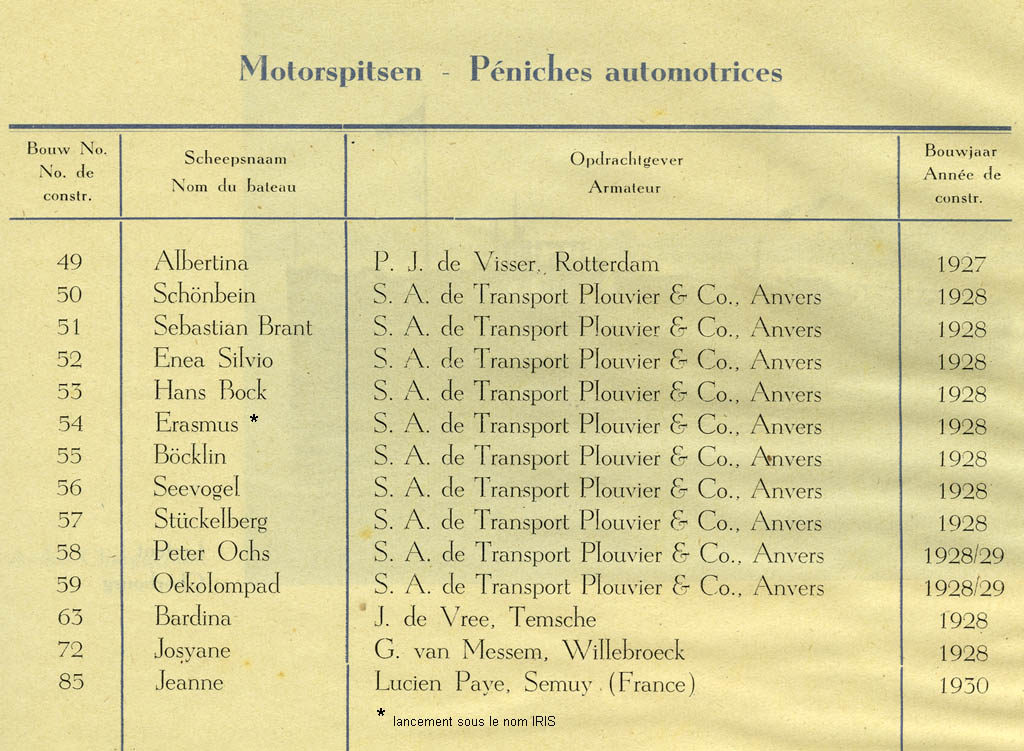 Motorspitsen - Péniches automotrices
Bouw No. No. de constr. Scheepsnaam Nom du bateau Opdrachtgever Armateur Bouwjaar Année de constr.
49 Albertina P. J. de Visser, Rotterdam 1927
50 Schönbein S. A. de Transport Plouvier & Co., Anvers 1928
51 Sebastian Brant S. A. de Transport Plouvier & Co., Anvers 1928
52 Enea Silvio S. A. de Transport Plouvier & Co., Anvers 1928
53 Hans Bock S. A. de Transport Plouvier & Co., Anvers 1928
54 Erasmus * S. A. de Transport Plouvier & Co., Anvers 1928
55 Böcklin S. A. de Transport Plouvier & Co., Anvers 1928
56 Seevogel S. A. de Transport Plouvier & Co., Anvers 1928
57 Stückelberg S. A. de Transport Plouvier & Co., Anvers 1928
58 Peter Ochs S. A. de Transport Plouvier & Co., Anvers 1928/29
59 Oekolompad S. A. de Transport Plouvier & Co., Anvers 1928/29
63 Bardina J. de Vree, Temsche 1928
72 Josyane G. van Messem, Willebroeck 1928
85 Jeanne Lucien Paye, Semuy (France) 1930
* lancement sous le nom IRIS